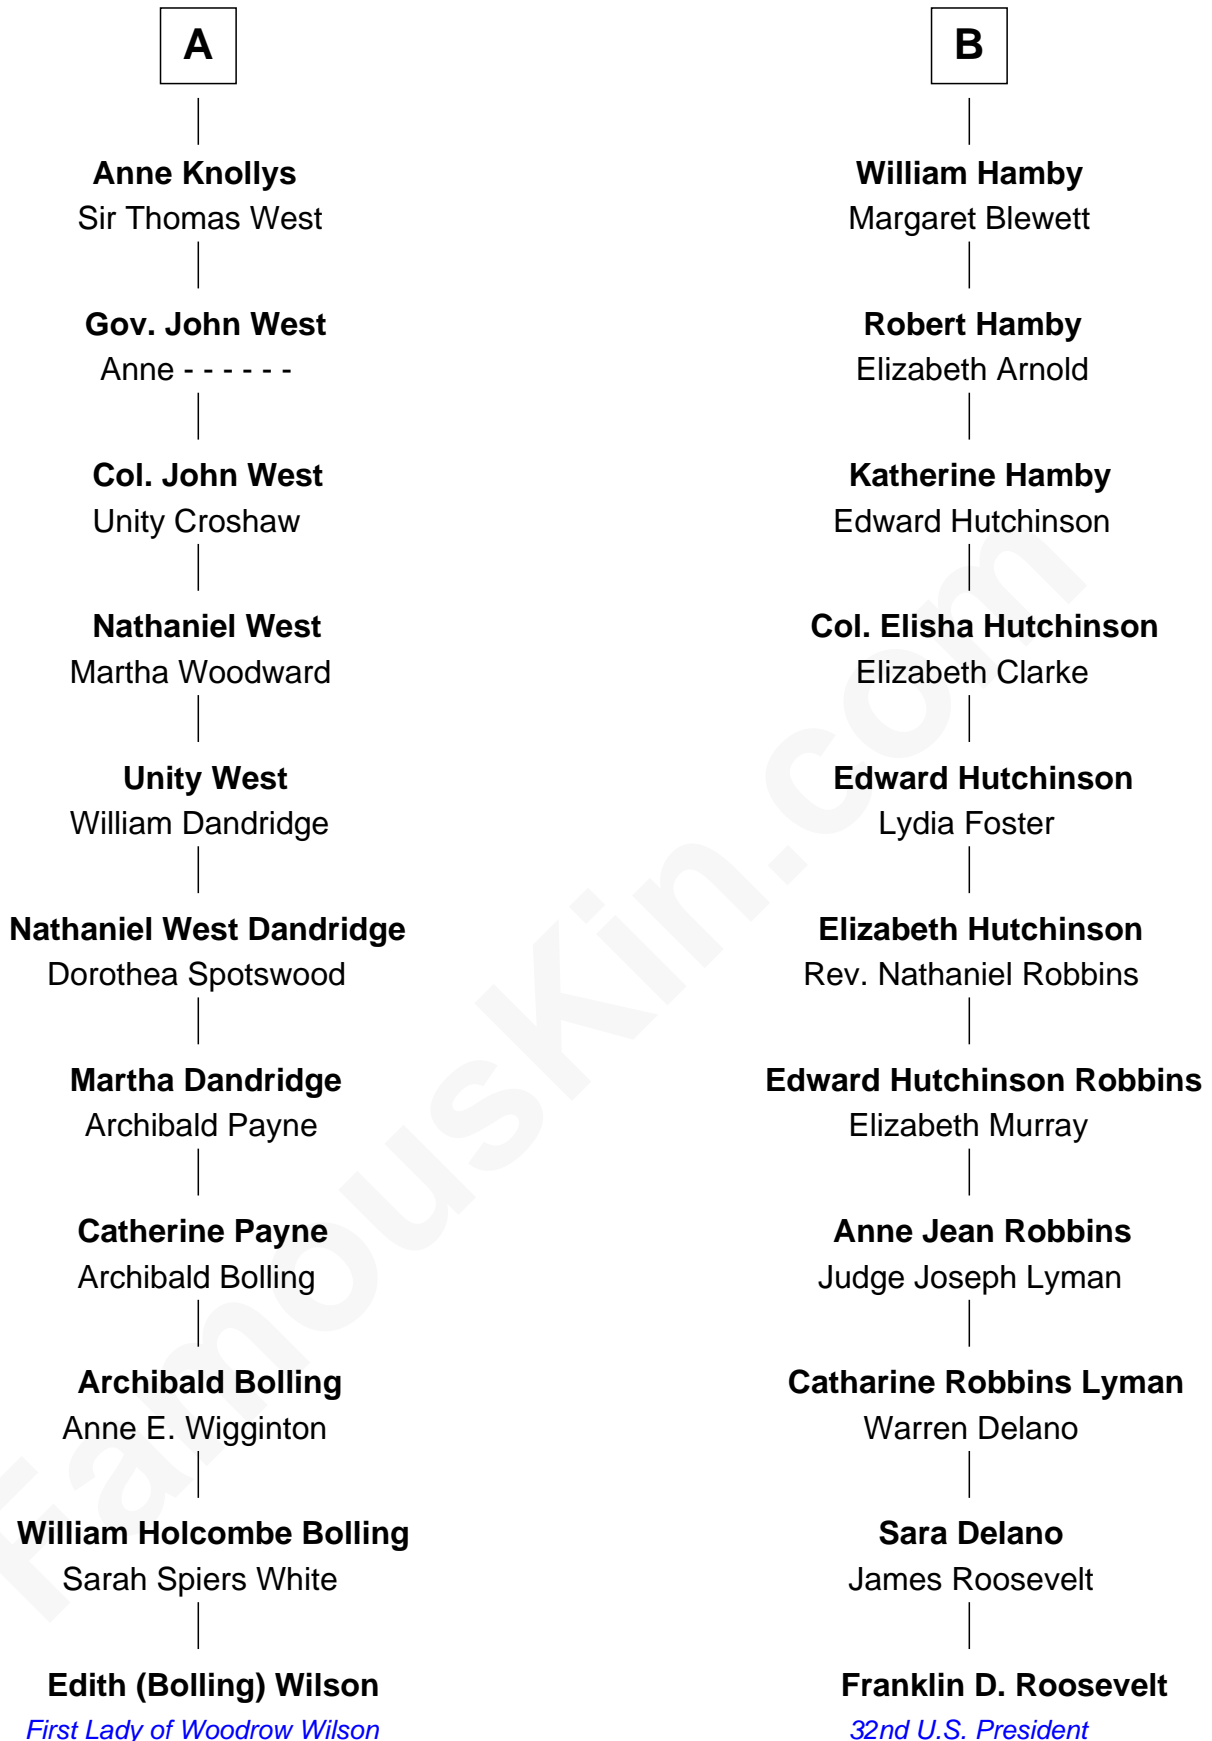 A
Anne Knollys
Sir Thomas West
Gov. John West
Anne - - - - - -
Col. John West
Unity Croshaw
Nathaniel West
Martha Woodward
Unity West
William Dandridge
Nathaniel West Dandridge
Dorothea Spotswood
Martha Dandridge
Archibald Payne
Catherine Payne
Archibald Bolling
Archibald Bolling
Anne E. Wigginton
William Holcombe Bolling
Sarah Spiers White
Edith (Bolling) Wilson
First Lady of Woodrow Wilson
B
William Hamby
Margaret Blewett
Robert Hamby
Elizabeth Arnold
Katherine Hamby
Edward Hutchinson
Col. Elisha Hutchinson
Elizabeth Clarke
Edward Hutchinson
Lydia Foster
Elizabeth Hutchinson
Rev. Nathaniel Robbins
Edward Hutchinson Robbins
Elizabeth Murray
Anne Jean Robbins
Judge Joseph Lyman
Catharine Robbins Lyman
Warren Delano
Sara Delano
James Roosevelt
Franklin D. Roosevelt
32nd U.S. President
FamousKin.com